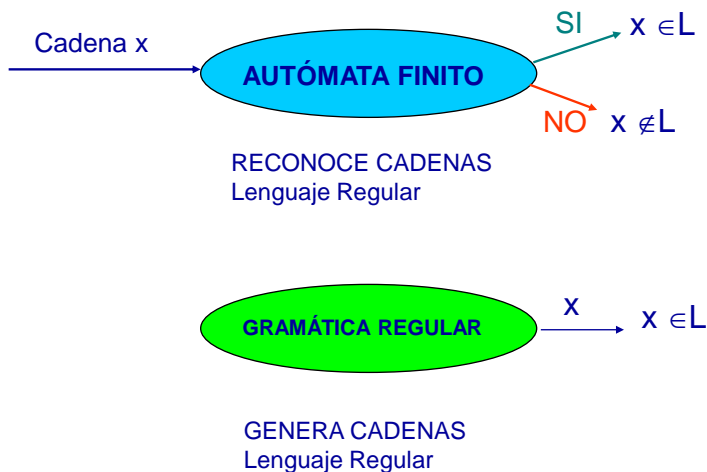 Cadena x
AUTÓMATA FINITO
SI
x ∈L
NO
x ∉L
RECONOCE CADENAS
Lenguaje Regular
GRAMÁTICA REGULAR
x
x ∈L
GENERA CADENAS
Lenguaje Regular